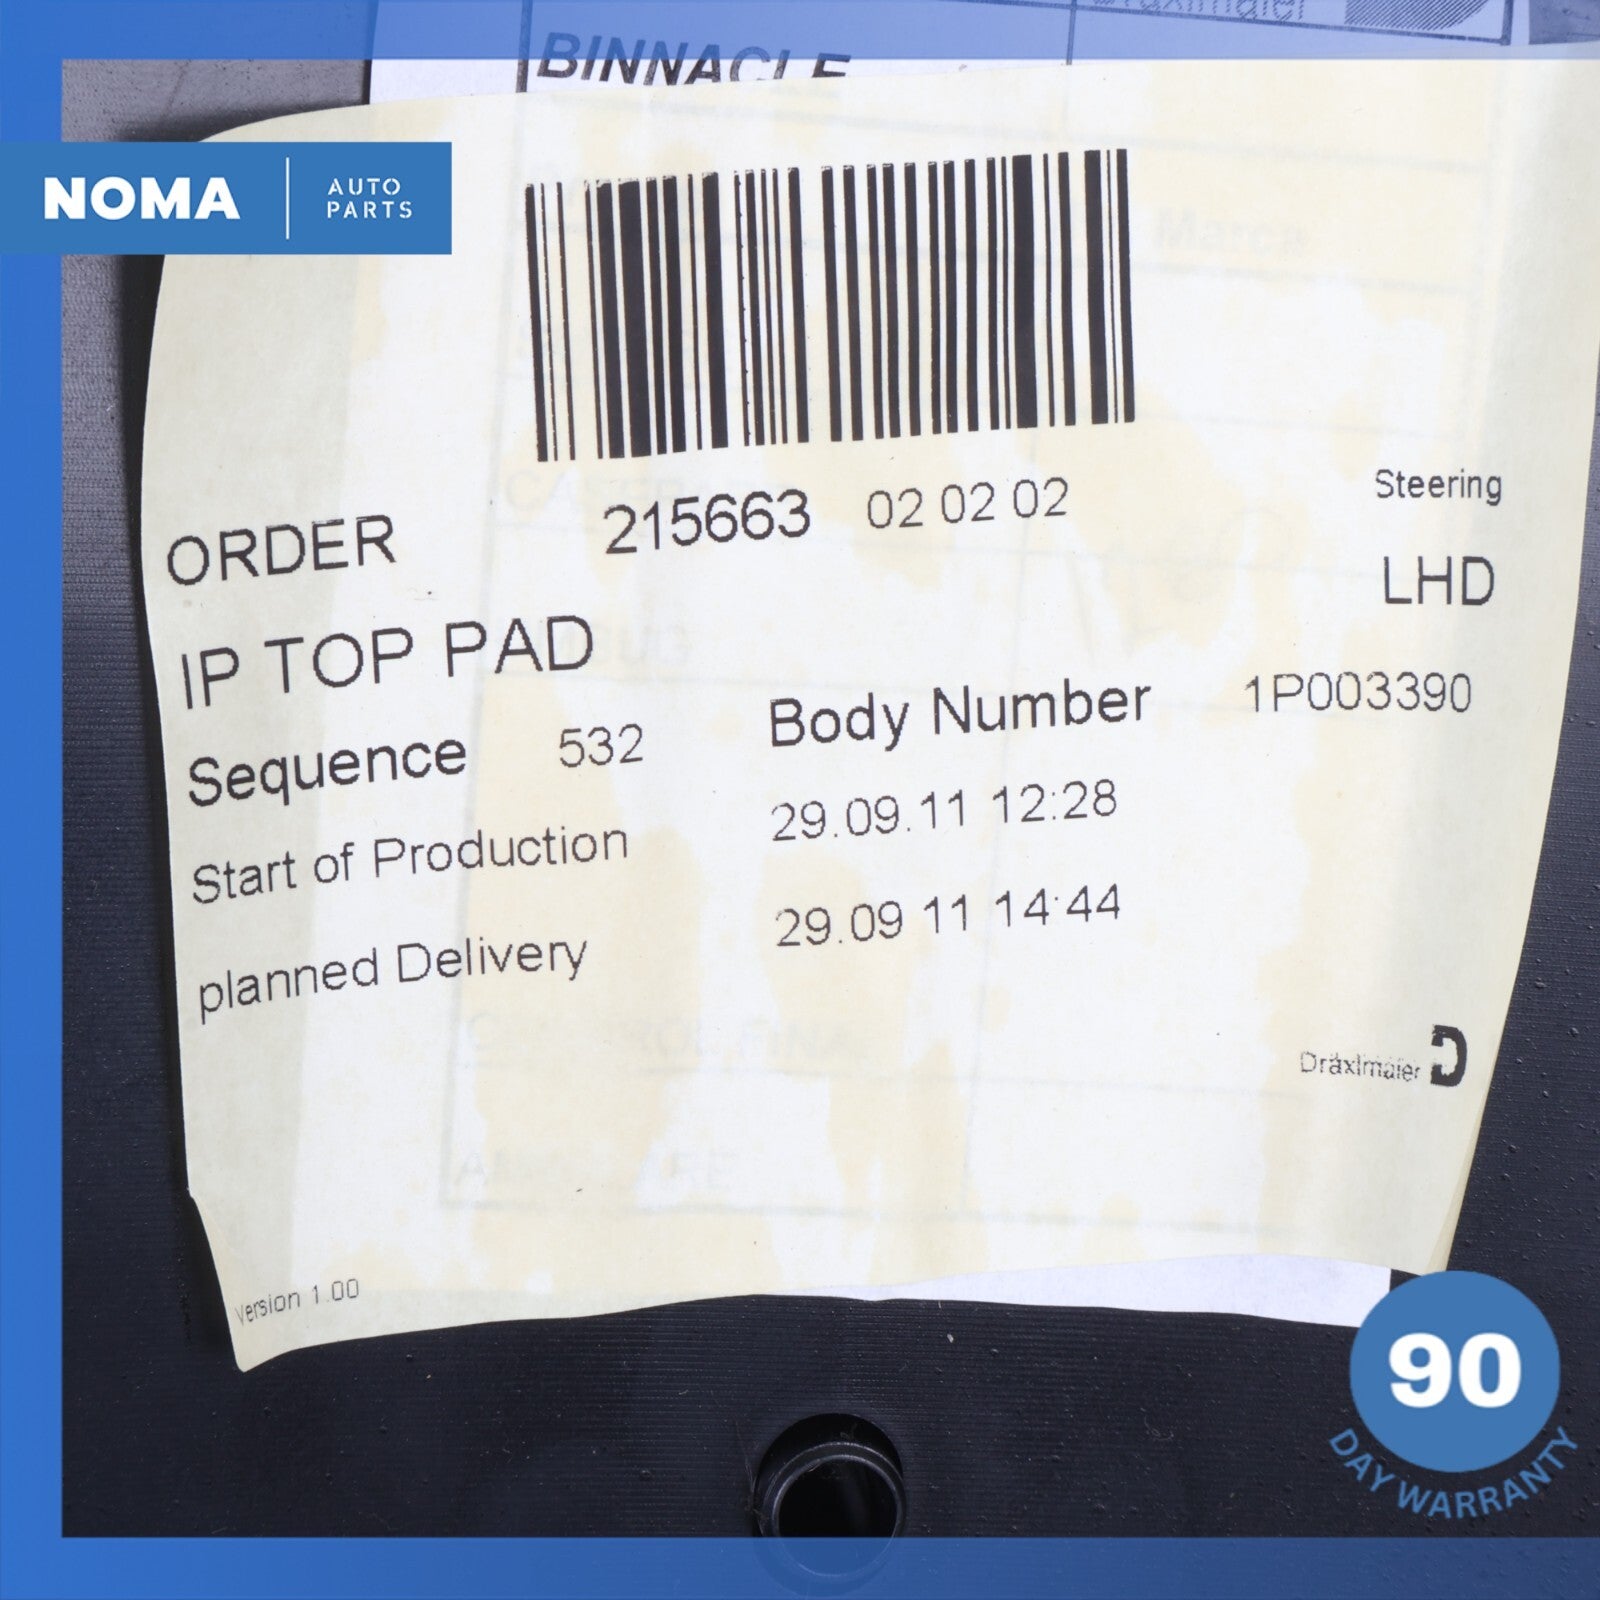 Dräxlmaier
BINNACLE
NOMA
AUTO
PARTS
ORDER 215663 02 02 02
Steering
LHD
IP TOP PAD
Sequence 532 Body Number 1P003390
Start of Production 29.09.11 12:28
planned Delivery 29.09 11 14:44
Dräxlmaier
version 1.00
90
DAY WARRANTY